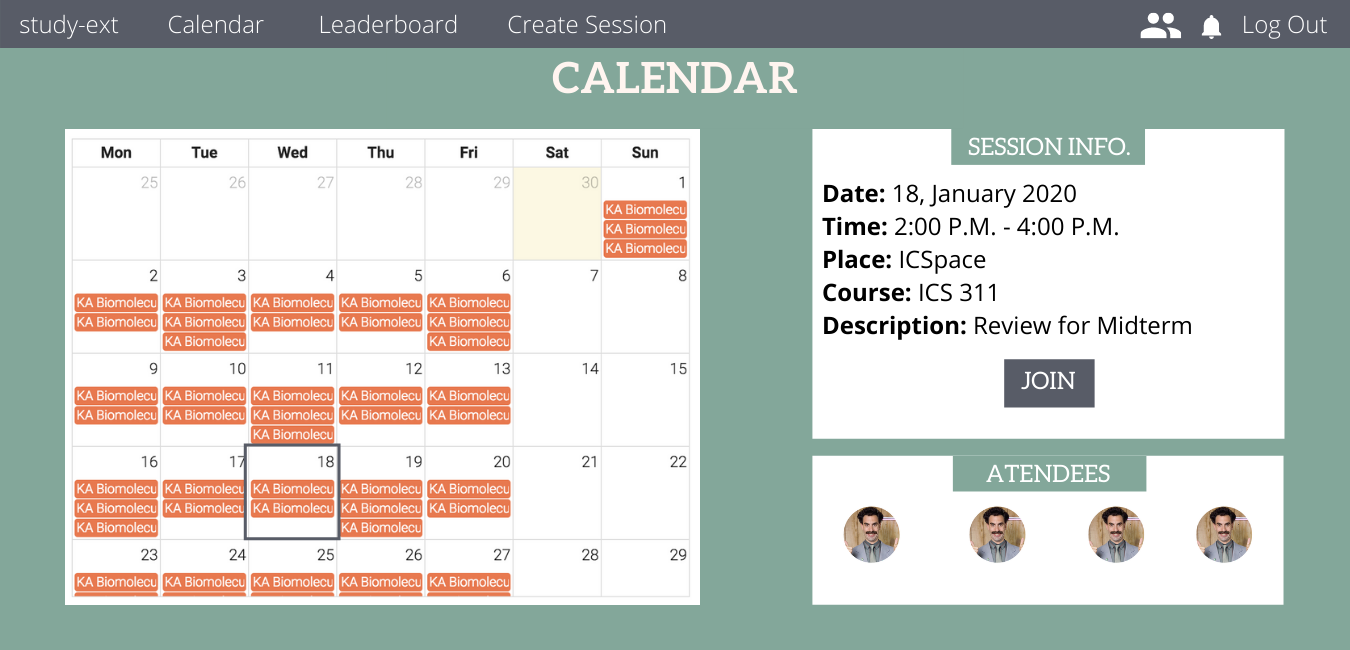 study-ext Calendar Leaderboard Create Session Log Out
CALENDAR
Mon Tue Wed Thu Fri Sat Sun
25 26 27 28 29 30 1
KA Biomolecu
KA Biomolecu
KA Biomolecu
2 3 4 5 6 7 8
KA Biomolecu KA Biomolecu KA Biomolecu KA Biomolecu KA Biomolecu
KA Biomolecu KA Biomolecu KA Biomolecu KA Biomolecu KA Biomolecu
KA Biomolecu KA Biomolecu
9 10 11 12 13 14 15
KA Biomolecu KA Biomolecu KA Biomolecu KA Biomolecu KA Biomolecu
KA Biomolecu KA Biomolecu KA Biomolecu KA Biomolecu KA Biomolecu
KA Biomolecu
16 17 18 19 20 21 22
KA Biomolecu KA Biomolecu KA Biomolecu KA Biomolecu KA Biomolecu
KA Biomolecu KA Biomolecu KA Biomolecu KA Biomolecu KA Biomolecu
KA Biomolecu KA Biomolecu
23 24 25 26 27 28 29
KA Biomolecu KA Biomolecu KA Biomolecu KA Biomolecu KA Biomolecu
SESSION INFO.
Date: 18, January 2020
Time: 2:00 P.M. - 4:00 P.M.
Place: ICSpace
Course: ICS 311
Description: Review for Midterm
JOIN
ATENDEES